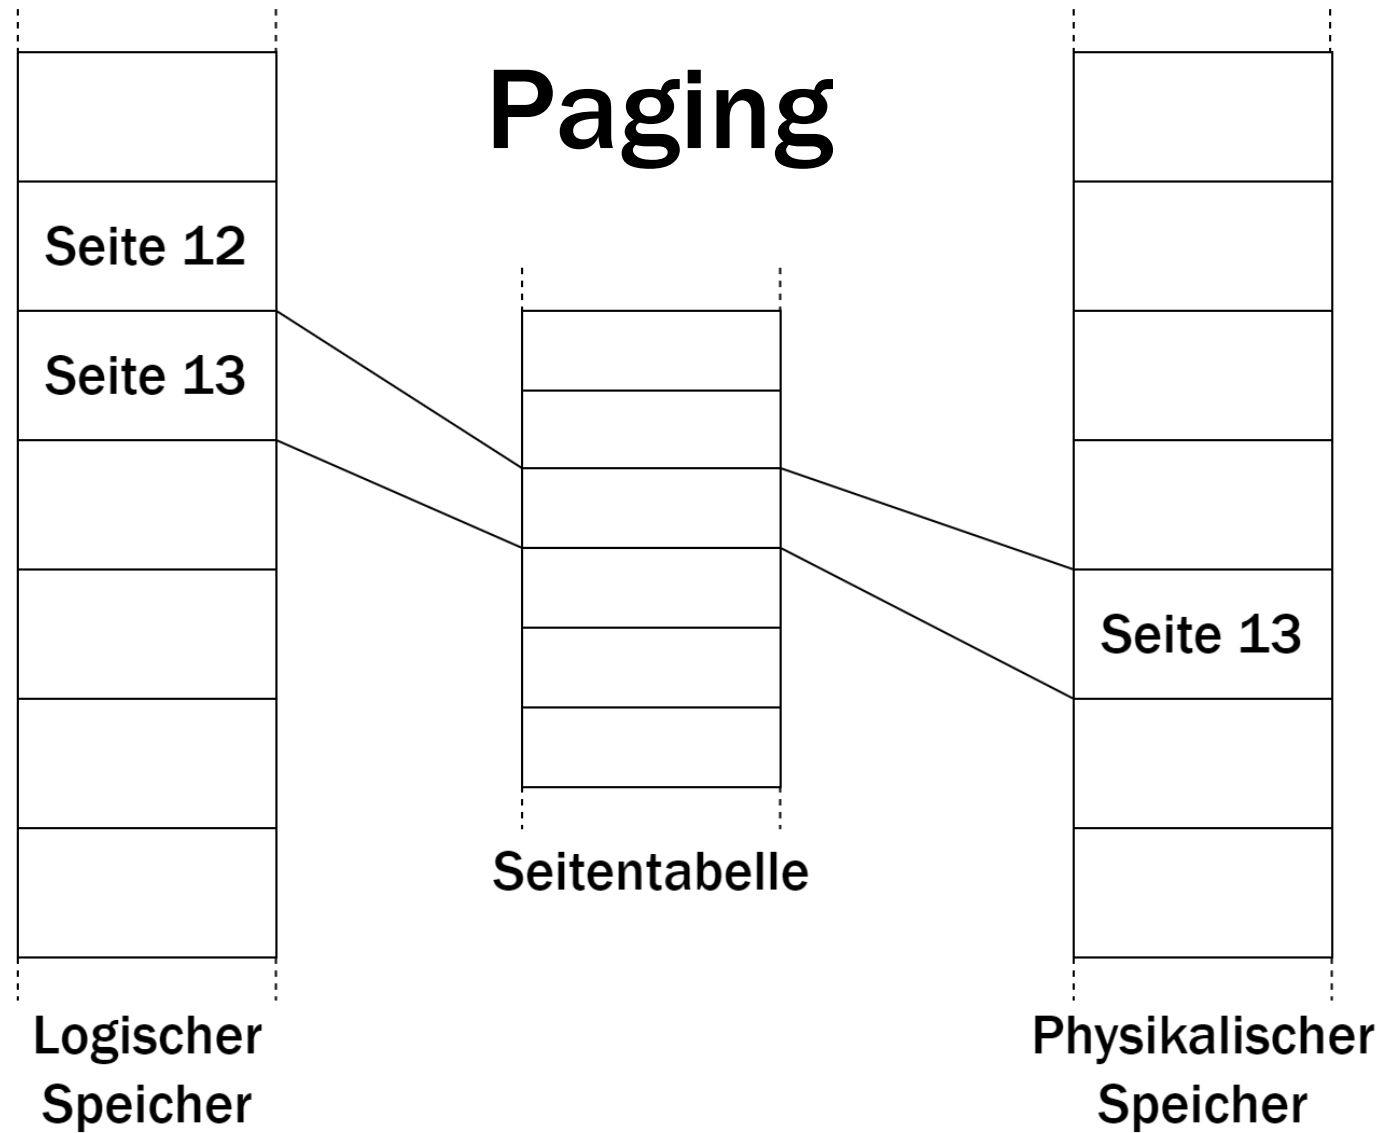 Paging
Seite 12
Seite 13
Seite 13
Seitentabelle
Logischer
Speicher
Physikalischer
Speicher